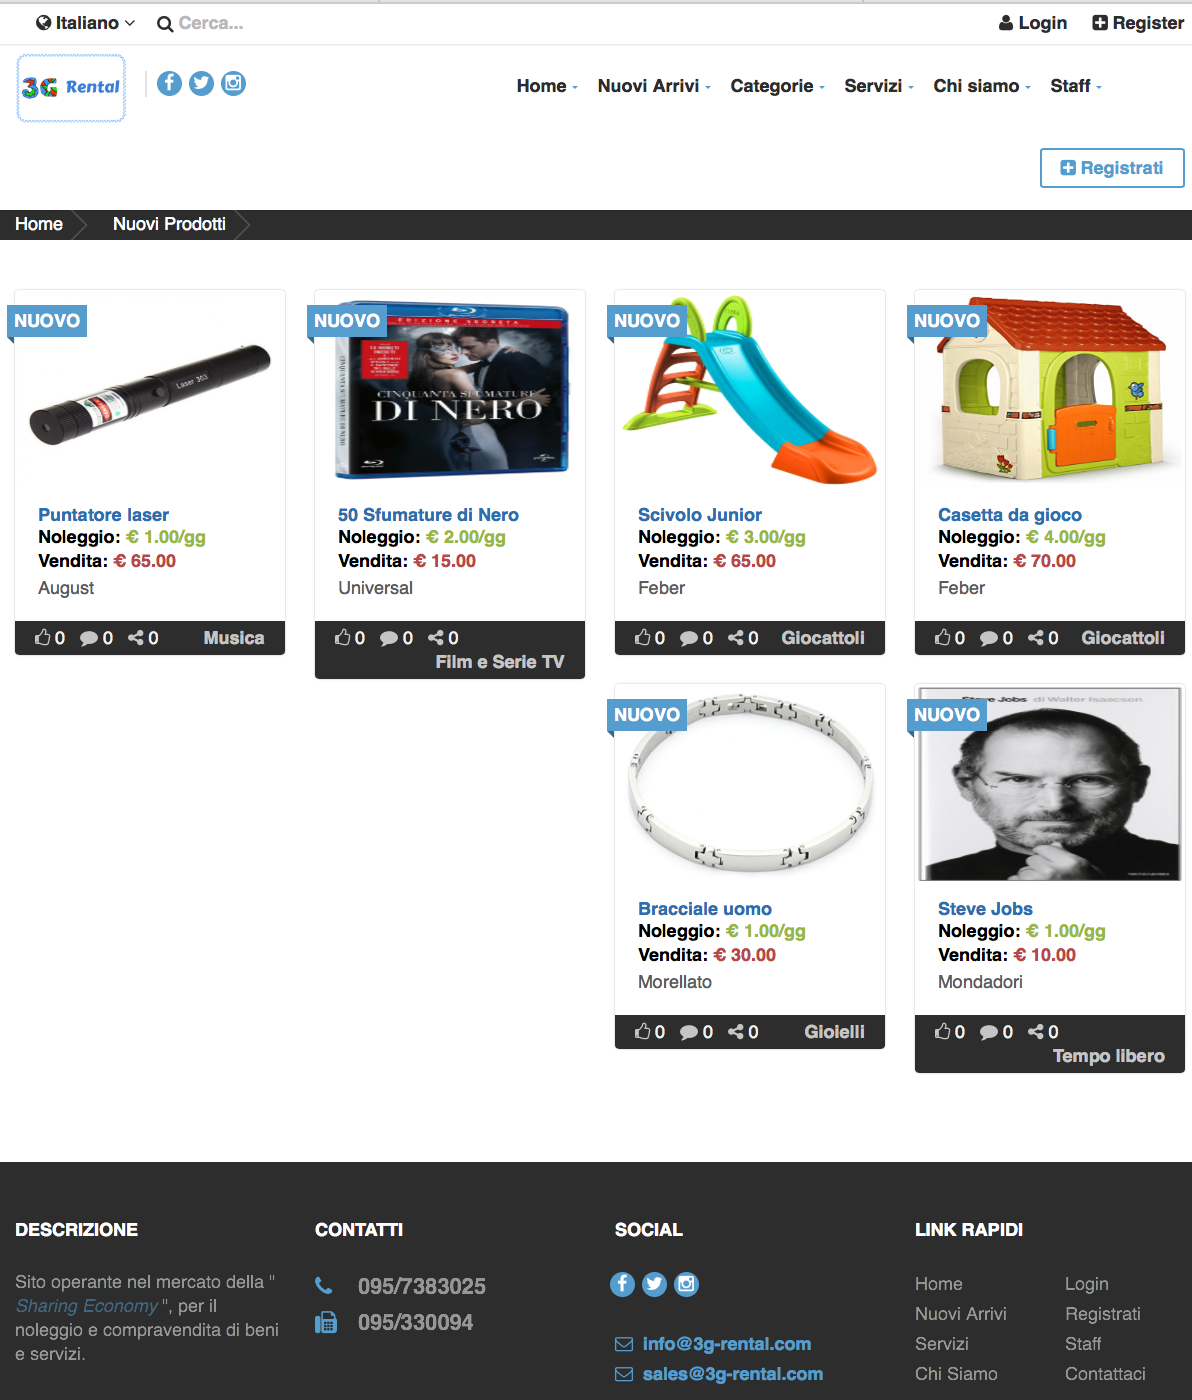 Italiano
Cerca...
Login
Register
3G Rental
Home
Nuovi Arrivi
Categorie
Servizi
Chi siamo
Staff
Registrati
Home
Nuovi Prodotti
NUOVO
Laser 303
Puntatore laser
Noleggio: € 1.00/gg
Vendita: € 65.00
August
0 0 0 Musica
NUOVO
EDIZIONE SEGRETA
CINQUANTA SFUMATURE
DI NERO
50 Sfumature di Nero
Noleggio: € 2.00/gg
Vendita: € 15.00
Universal
0 0 0
Film e Serie TV
NUOVO
Scivolo Junior
Noleggio: € 3.00/gg
Vendita: € 65.00
Feber
0 0 0 Giocattoli
NUOVO
Casetta da gioco
Noleggio: € 4.00/gg
Vendita: € 70.00
Feber
0 0 0 Giocattoli
NUOVO
Bracciale uomo
Noleggio: € 1.00/gg
Vendita: € 30.00
Morellato
0 0 0 Gioielli
Steve Jobs di Walter Isaacson
NUOVO
Steve Jobs
Noleggio: € 1.00/gg
Vendita: € 10.00
Mondadori
0 0 0
Tempo libero
DESCRIZIONE
Sito operante nel mercato della "
Sharing Economy ", per il
noleggio e compravendita di beni
e servizi.
CONTATTI
095/7383025
095/330094
SOCIAL
info@3g-rental.com
sales@3g-rental.com
LINK RAPIDI
Home
Nuovi Arrivi
Servizi
Chi Siamo
Login
Registrati
Staff
Contattaci